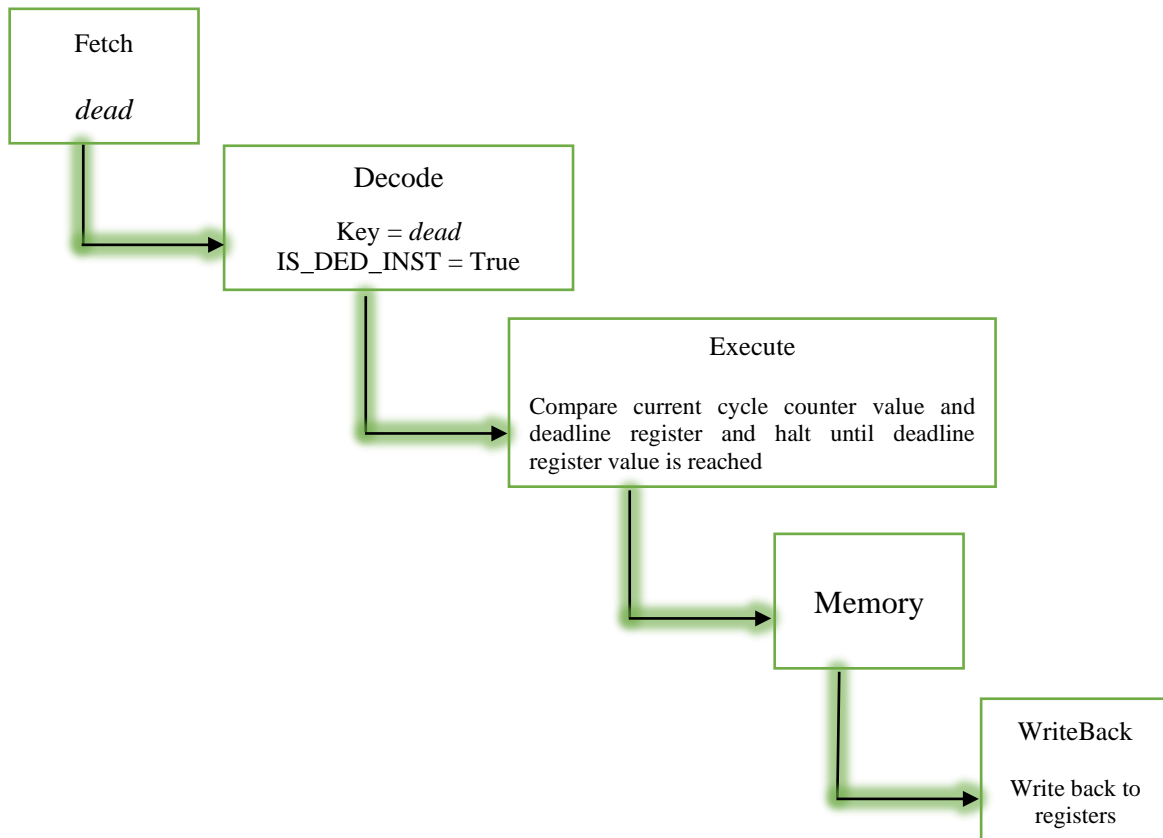 Fetch
dead
Decode
Key = dead
IS_DED_INST = True
Execute
Compare current cycle counter value and
deadline register and halt until deadline
register value is reached
Memory
WriteBack
Write back to
registers